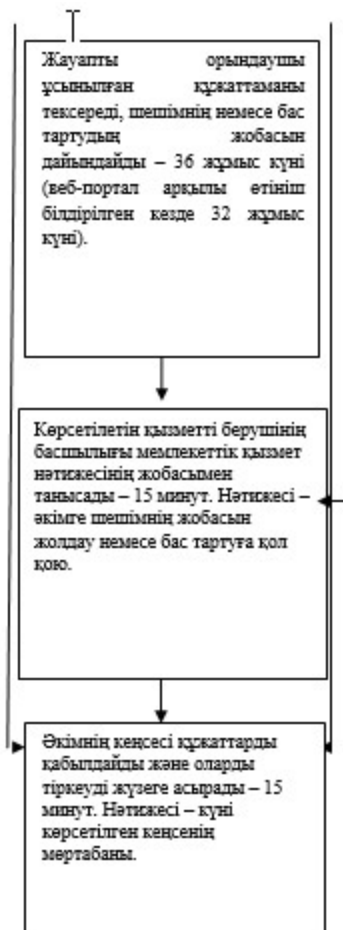 Жауапты орындаушы
ұсынылған құжаттаманы
тексереді, шешімнің немесе бас
тартудың жобасын
дайындайды – 36 жұмыс күні
(веб-портал арқылы өтініш
білдірілген кезде 32 жұмыс
күні).
Көрсетілетін қызметті берушінің
басшылығы мемлекеттік қызмет
нәтижесінің жобасымен
танысады – 15 минут. Нәтижесі –
әкімге шешімнің жобасын
жолдау немесе бас тартуға қол
қою.
Әкімнің кеңсесі құжаттарды
қабылдайды және оларды
тіркеуді жүзеге асырады – 15
минут. Нәтижесі – күні
көрсетілген кеңсенің
мөртабаны.